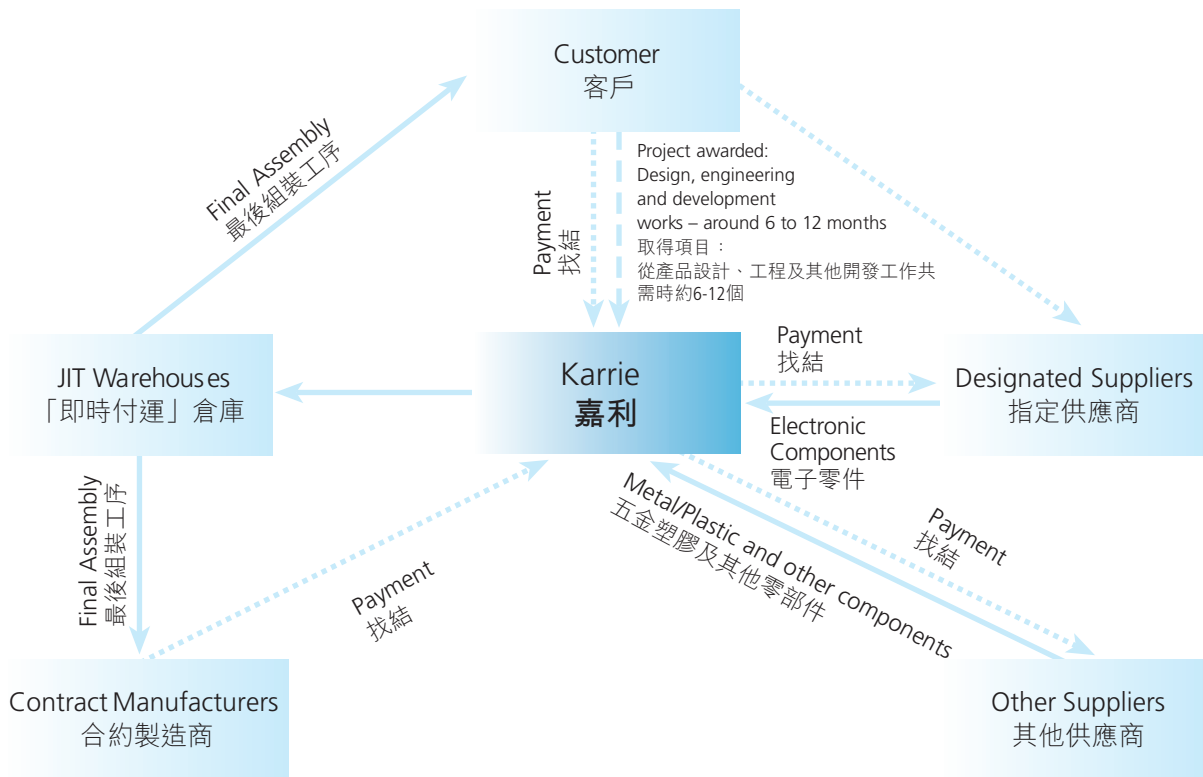 Customer
客戶
Final Assembly
最後組裝工序
Payment
找結
Project awarded:
Design, engineering
and development
works – around 6 to 12 months
取得項目：
從產品設計、工程及其他開發工作共
需時約6-12個
JIT Warehouses
「即時付運」倉庫
Karrie
嘉利
Payment
找結
Designated Suppliers
指定供應商
Electronic
Components
電子零件
Final Assembly
最後組裝工序
Payment
找結
Metal/Plastic and other components
五金塑膠及其他零部件
Payment
找結
Contract Manufacturers
合約製造商
Other Suppliers
其他供應商